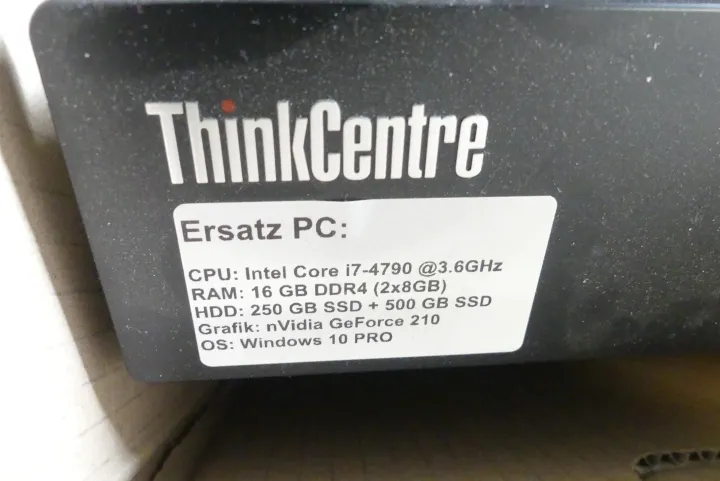 ThinkCentre
Ersatz PC:
CPU: Intel Core i7-4790 @3.6GHz
RAM: 16 GB DDR4 (2x8GB)
HDD: 250 GB SSD + 500 GB SSD
Grafik: nVidia GeForce 210
OS: Windows 10 PRO